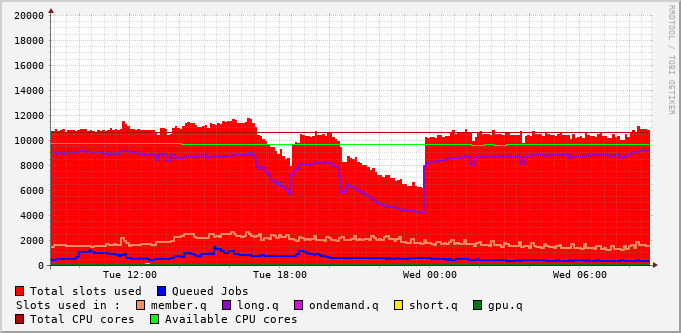 20000
18000
16000
14000
12000
10000
8000
6000
4000
2000
0
Tue 12:00 Tue 18:00 Wed 00:00 Wed 06:00
RRDTOOL / TOBI OETIKER
Total slots used Queued Jobs
Slots used in : member.q long.q ondemand.q short.q gpu.q
Total CPU cores Available CPU cores